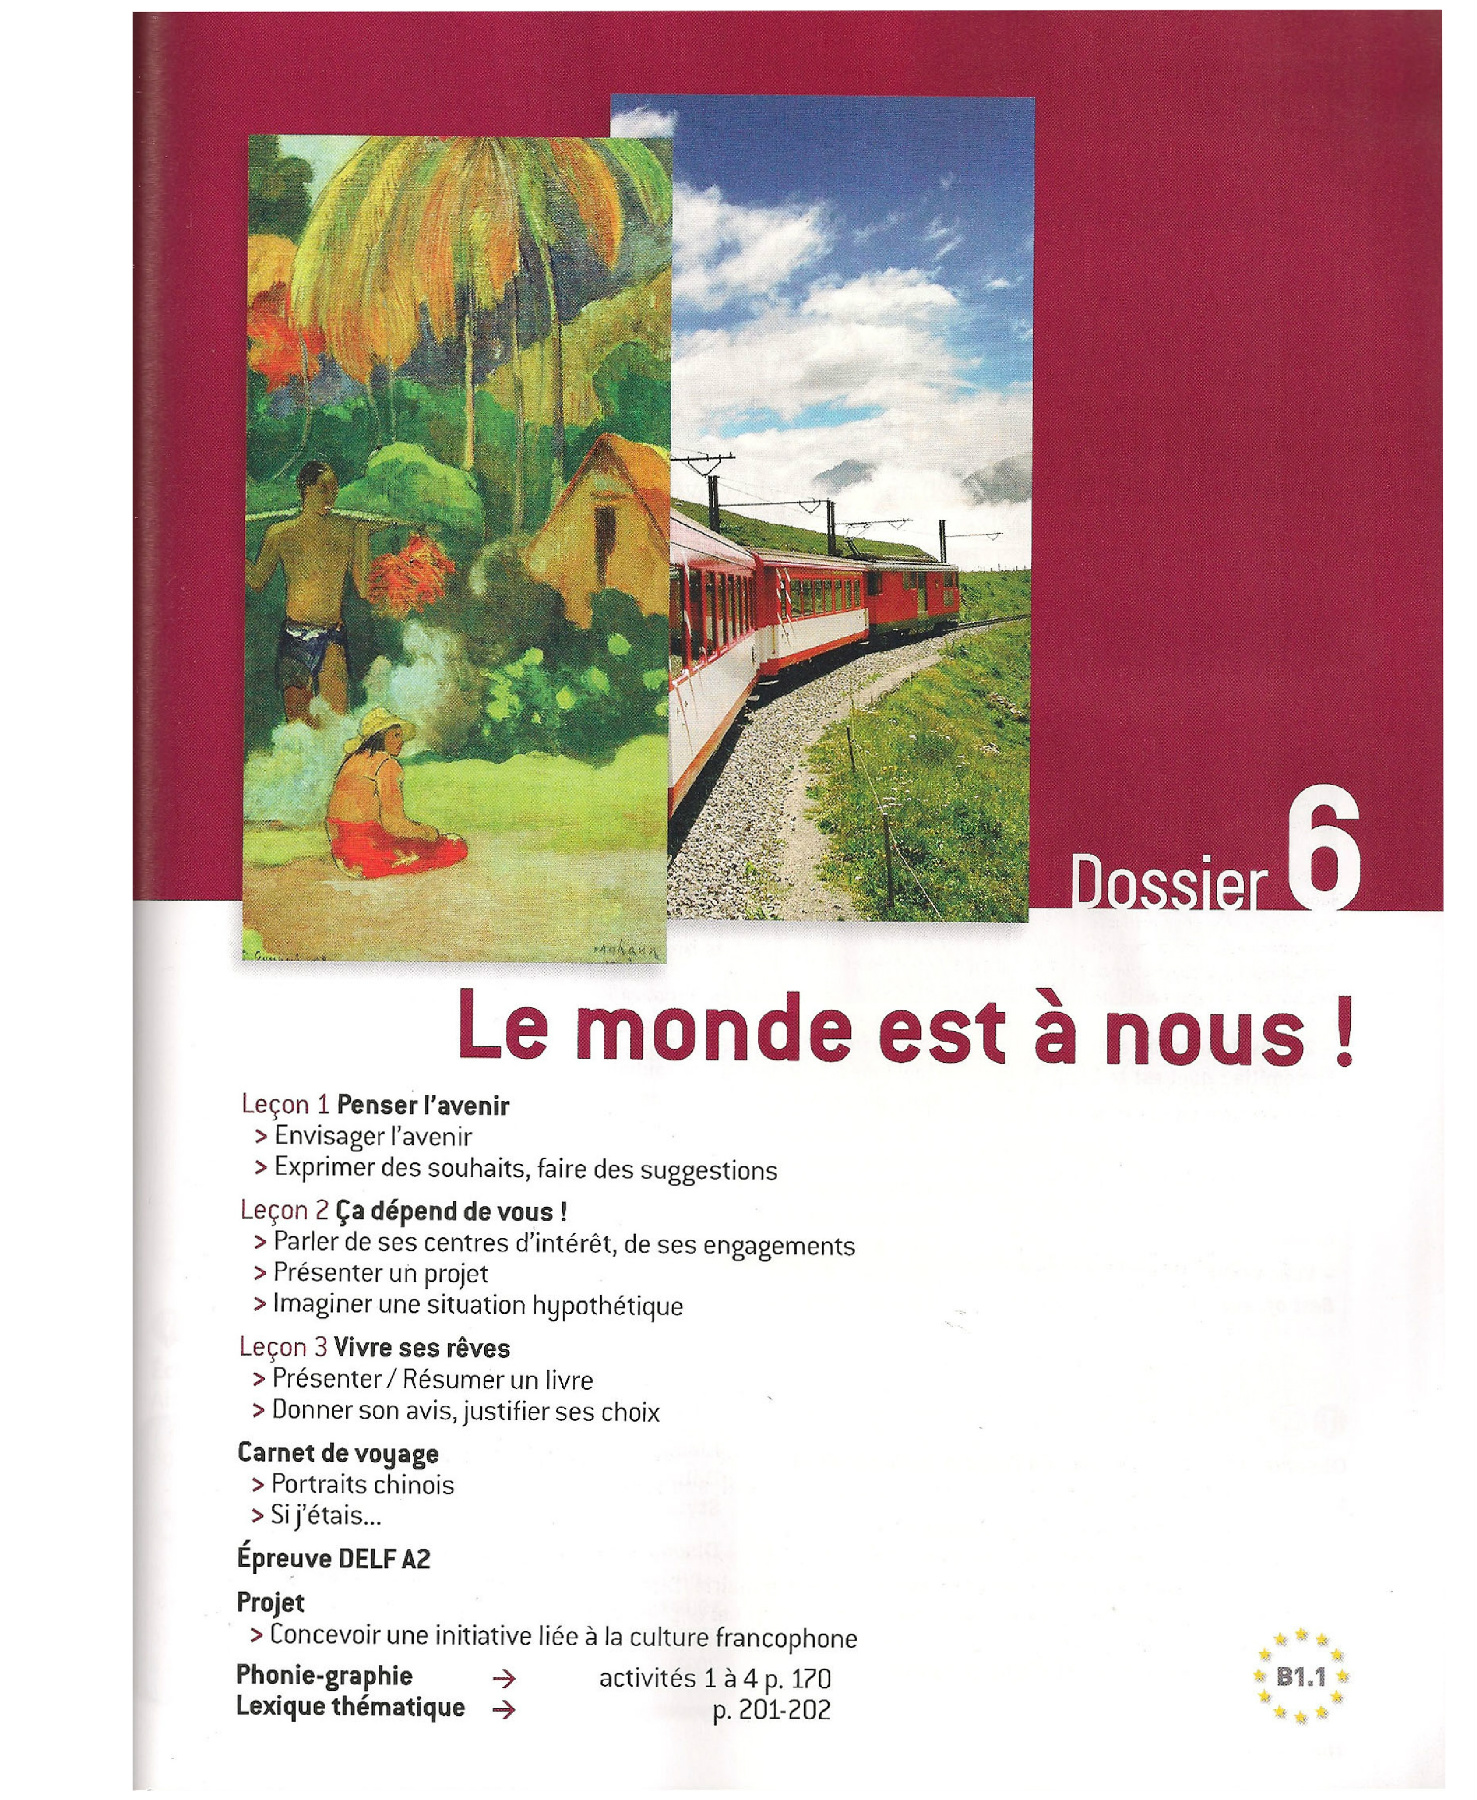 Dossier 6
Le monde est à nous !
Leçon 1 Penser l'avenir
> Envisager l'avenir
> Exprimer des souhaits, faire des suggestions
Leçon 2 Ça dépend de vous !
> Parler de ses centres d'intérêt, de ses engagements
> Présenter un projet
> Imaginer une situation hypothétique
Leçon 3 Vivre ses rêves
> Présenter / Résumer un livre
> Donner son avis, justifier ses choix
Carnet de voyage
> Portraits chinois
> Si j'étais...
Épreuve DELF A2
Projet
> Concevoir une initiative liée à la culture francophone
Phonie-graphie → activités 1 à 4 p. 170
Lexique thématique → p. 201-202
B1.1